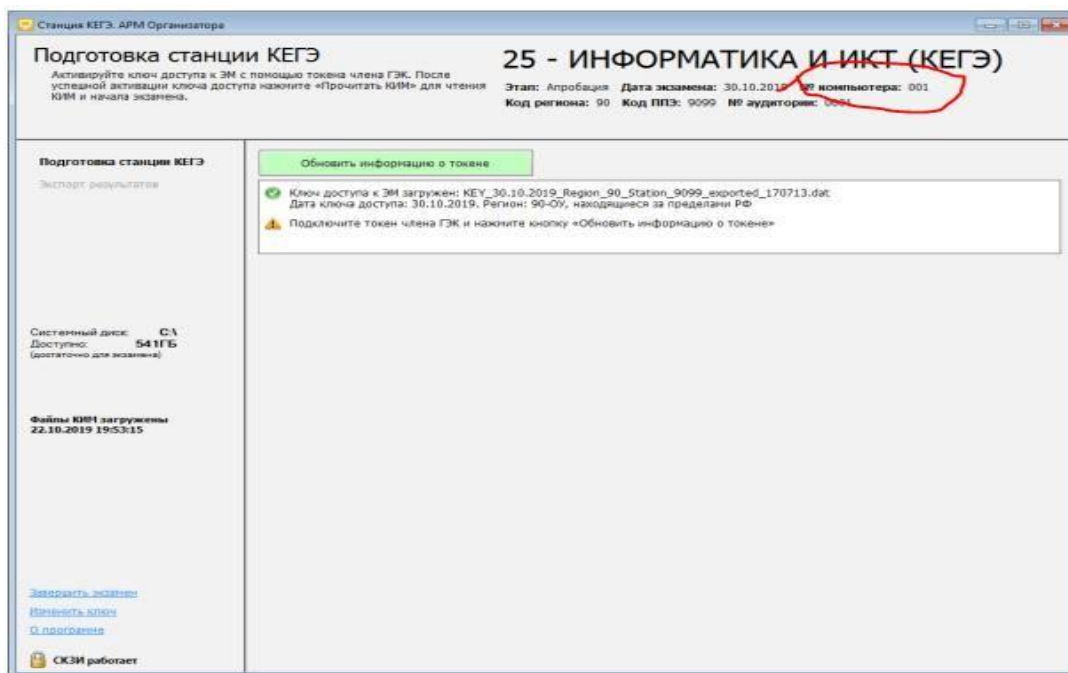 Станция КЕГЭ. АРМ Организатора
Подготовка станции КЕГЭ
Активируйте ключ доступа к ЭМ с помощью токена члена ГЭК. После
успешной активации ключа доступа нажмите «Прочитать КИМ» для чтения
КИМ и начала экзамена.
25 - ИНФОРМАТИКА И ИКТ (КЕГЭ)
Этап: Апробация Дата экзамена: 30.10.2019 № компьютера: 001
Код региона: 90 Код ППЭ: 9099 № аудитории: 0001
Подготовка станции КЕГЭ
Экспорт результатов
Обновить информацию о токене
Ключ доступа к ЭМ загружен: KEY_30.10.2019_Region_90_Station_9099_exported_170713.dat
Дата ключа доступа: 30.10.2019. Регион: 90-ОУ, находящиеся за пределами РФ
Подключите токен члена ГЭК и нажмите кнопку «Обновить информацию о токене»
Системный диск: C:\
Доступно: 541ГБ
(достаточно для экзамена)
Файлы КИМ загружены
22.10.2019 19:53:15
Завершить экзамен
Изменить ключ
О программе
СКЗИ работает